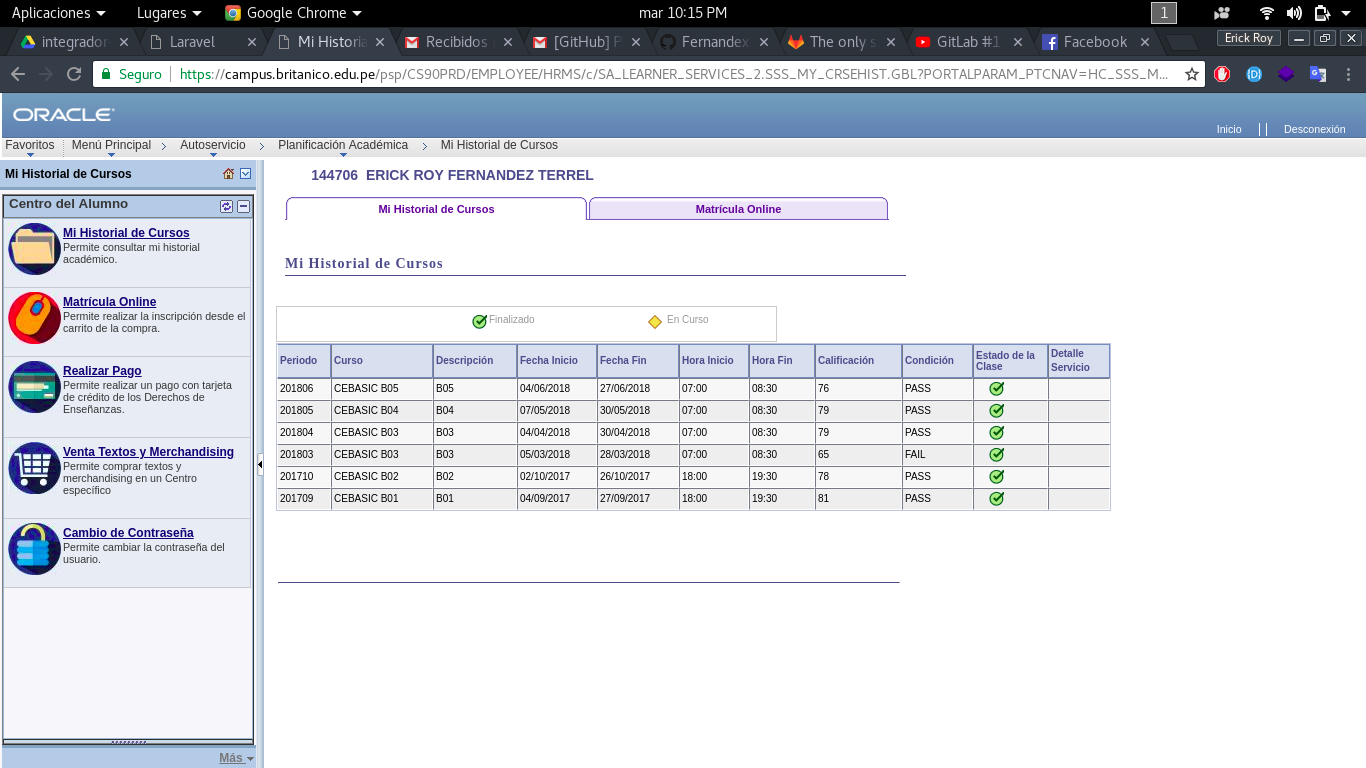 Aplicaciones Lugares Google Chrome mar 10:15 PM 1
integrador Laravel Mi Historia Recibidos [GitHub] P Fernandez The only s GitLab #1 Facebook Erick Roy
Seguro https://campus.britanico.edu.pe/psp/CS90PRD/EMPLOYEE/HRMS/c/SA_LEARNER_SERVICES_2.SSS_MY_CRSEHIST.GBL?PORTALPARAM_PTCNAV=HC_SSS_M...
ORACLE
Inicio Desconexión
Favoritos Menú Principal Autoservicio Planificación Académica Mi Historial de Cursos
Mi Historial de Cursos
Centro del Alumno
Mi Historial de Cursos
Permite consultar mi historial
académico.
Matrícula Online
Permite realizar la inscripción desde el
carrito de la compra.
Realizar Pago
Permite realizar un pago con tarjeta
de crédito de los Derechos de
Enseñanzas.
Venta Textos y Merchandising
Permite comprar textos y
merchandising en un Centro
específico
Cambio de Contraseña
Permite cambiar la contraseña del
usuario.
Más
144706 ERICK ROY FERNANDEZ TERREL
Mi Historial de Cursos Matrícula Online
Mi Historial de Cursos
Finalizado En Curso
Periodo Curso Descripción Fecha Inicio Fecha Fin Hora Inicio Hora Fin Calificación Condición Estado de la Clase Detalle Servicio
201806 CEBASIC B05 B05 04/06/2018 27/06/2018 07:00 08:30 76 PASS
201805 CEBASIC B04 B04 07/05/2018 30/05/2018 07:00 08:30 79 PASS
201804 CEBASIC B03 B03 04/04/2018 30/04/2018 07:00 08:30 79 PASS
201803 CEBASIC B03 B03 05/03/2018 28/03/2018 07:00 08:30 65 FAIL
201710 CEBASIC B02 B02 02/10/2017 26/10/2017 18:00 19:30 78 PASS
201709 CEBASIC B01 B01 04/09/2017 27/09/2017 18:00 19:30 81 PASS